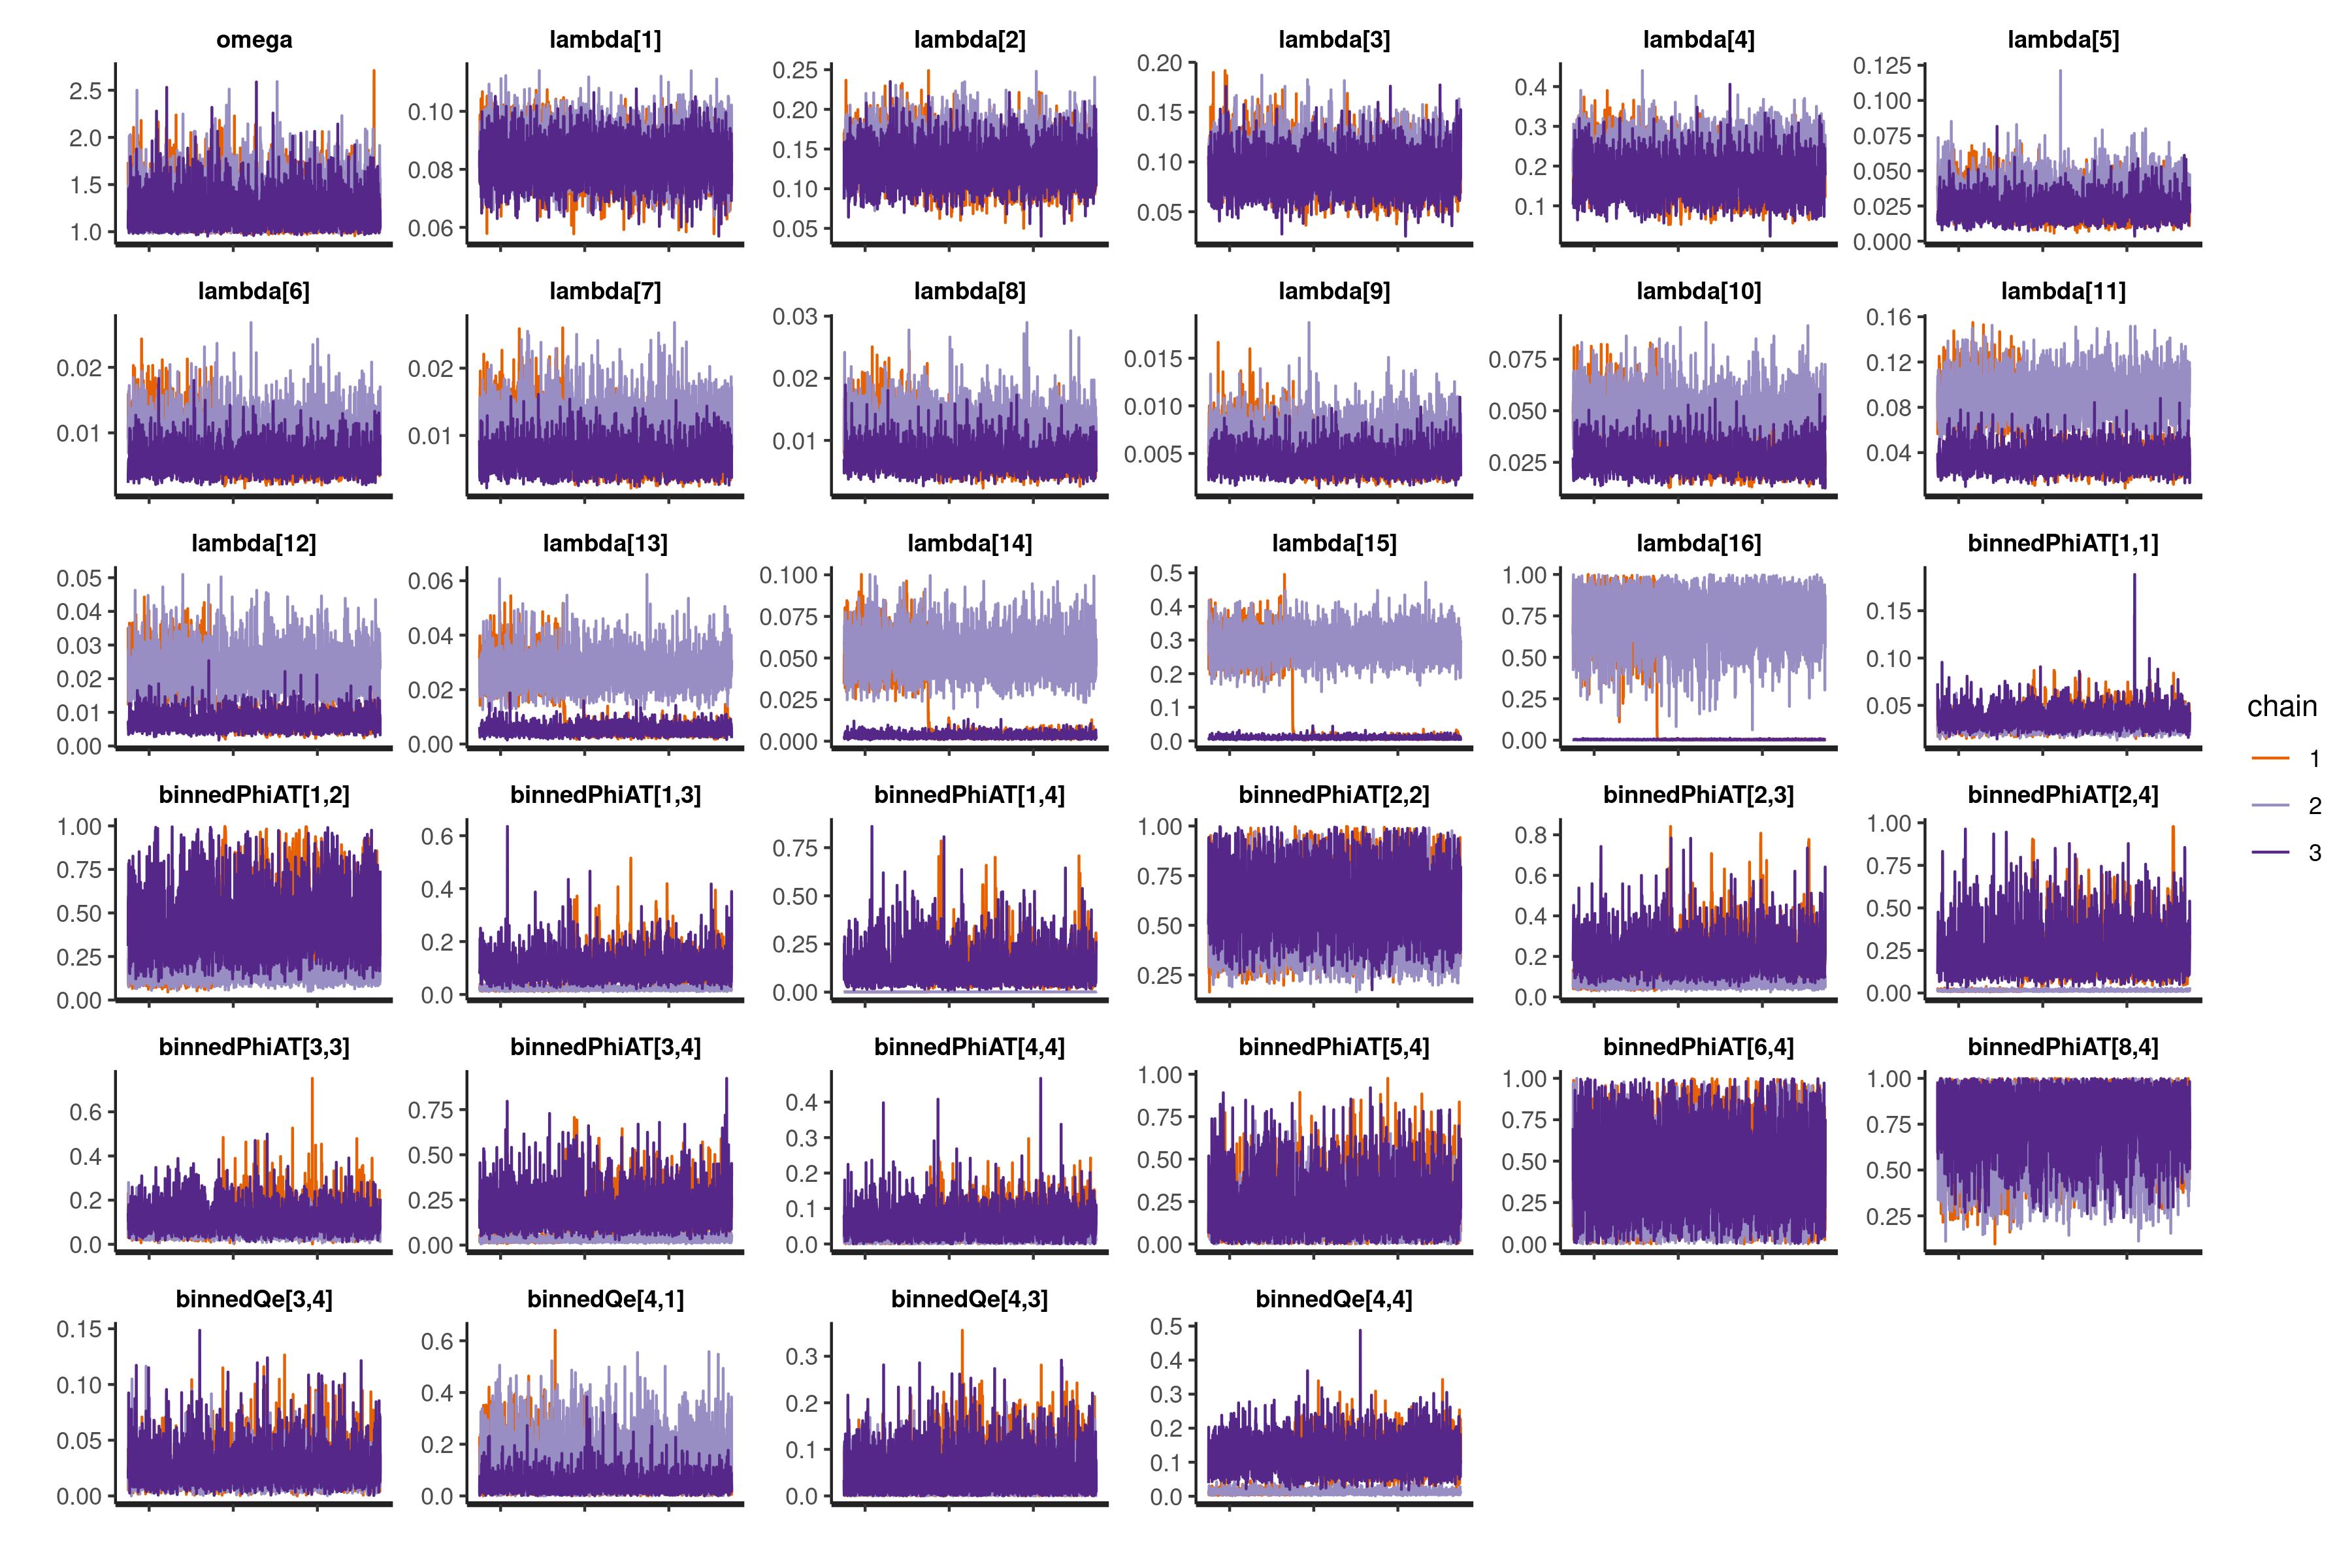 omega lambda[1] lambda[2] lambda[3] lambda[4] lambda[5]
2.5 2.0 1.5 1.0
0.10 0.08 0.06
0.25 0.20 0.15 0.10 0.05
0.20 0.15 0.10 0.05
0.4 0.3 0.2 0.1
0.125 0.100 0.075 0.050 0.025 0.000
lambda[6] lambda[7] lambda[8] lambda[9] lambda[10] lambda[11]
0.02 0.01
0.02 0.01
0.03 0.02 0.01
0.015 0.010 0.005
0.075 0.050 0.025
0.16 0.12 0.08 0.04
lambda[12] lambda[13] lambda[14] lambda[15] lambda[16] binnedPhiAT[1,1]
0.05 0.04 0.03 0.02 0.01 0.00
0.06 0.04 0.02 0.00
0.100 0.075 0.050 0.025 0.000
0.5 0.4 0.3 0.2 0.1 0.0
1.00 0.75 0.50 0.25 0.00
0.15 0.10 0.05
binnedPhiAT[1,2] binnedPhiAT[1,3] binnedPhiAT[1,4] binnedPhiAT[2,2] binnedPhiAT[2,3] binnedPhiAT[2,4]
1.00 0.75 0.50 0.25 0.00
0.6 0.4 0.2 0.0
0.75 0.50 0.25 0.00
1.00 0.75 0.50 0.25
0.8 0.6 0.4 0.2 0.0
1.00 0.75 0.50 0.25 0.00
binnedPhiAT[3,3] binnedPhiAT[3,4] binnedPhiAT[4,4] binnedPhiAT[5,4] binnedPhiAT[6,4] binnedPhiAT[8,4]
0.6 0.4 0.2 0.0
0.75 0.50 0.25 0.00
0.4 0.3 0.2 0.1 0.0
1.00 0.75 0.50 0.25 0.00
1.00 0.75 0.50 0.25 0.00
1.00 0.75 0.50 0.25
binnedQe[3,4] binnedQe[4,1] binnedQe[4,3] binnedQe[4,4]
0.15 0.10 0.05 0.00
0.6 0.4 0.2 0.0
0.3 0.2 0.1 0.0
0.5 0.4 0.3 0.2 0.1 0.0
chain
1
2
3